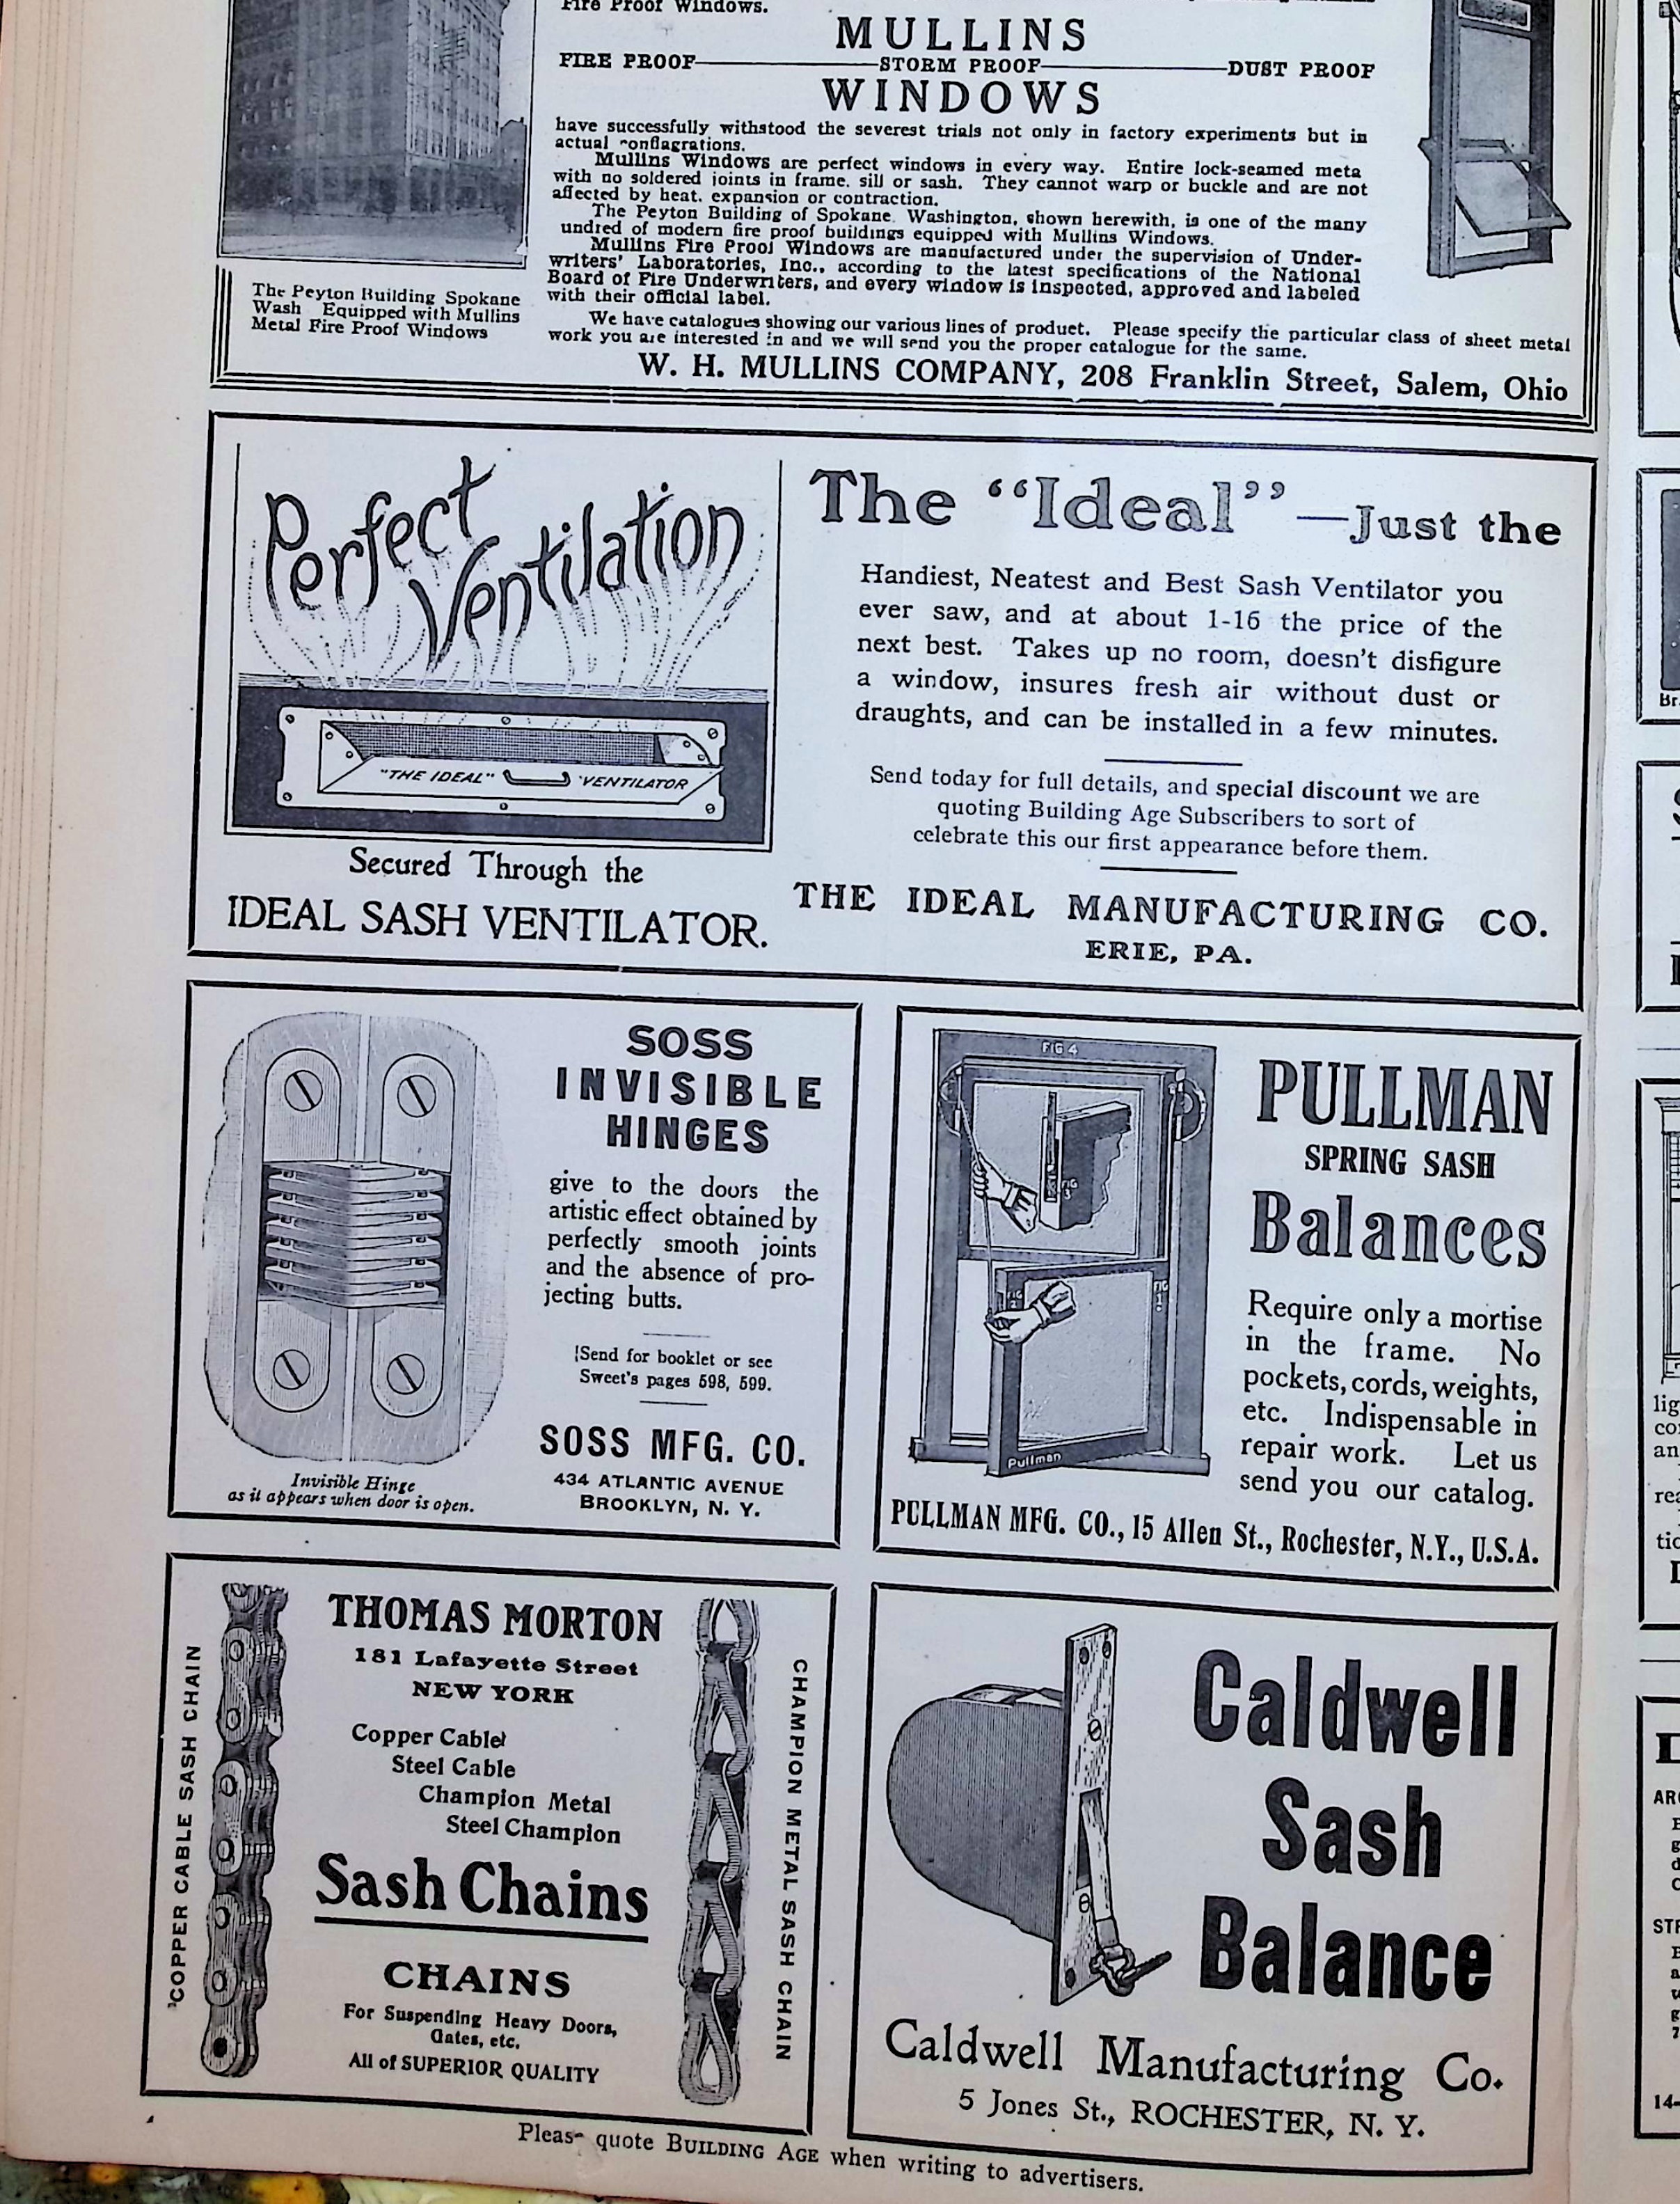 Fire Proof Windows.
MULLINS
FIRE PROOF—STORM PROOF—DUST PROOF
WINDOWS
have successfully withstood the severest trials not only in factory experiments but in
actual conflagrations.
Mullins Windows are perfect windows in every way. Entire lock-seamed meta
with no soldered joints in frame, sill or sash. They cannot warp or buckle and are not
affected by heat, expansion or contraction.
The Peyton Building of Spokane, Washington, shown herewith, is one of the many
undred of modern fire proof buildings equipped with Mullins Windows.
Mullins Fire Proof Windows are manufactured under the supervision of Under-
writers' Laboratories, Inc., according to the latest specifications of the National
Board of Fire Underwriters, and every window is inspected, approved and labeled
with their official label.
We have catalogues showing our various lines of product. Please specify the particular class of sheet metal
work you are interested in and we will send you the proper catalogue for the same.
W. H. MULLINS COMPANY, 208 Franklin Street, Salem, Ohio
The Peyton Building Spokane
Wash Equipped with Mullins
Metal Fire Proof Windows
Perfect
Ventilation
"THE IDEAL" VENTILATOR
Secured Through the
IDEAL SASH VENTILATOR.
The "Ideal"—Just the
Handiest, Neatest and Best Sash Ventilator you
ever saw, and at about 1-16 the price of the
next best. Takes up no room, doesn't disfigure
a window, insures fresh air without dust or
draughts, and can be installed in a few minutes.
Send today for full details, and special discount we are
quoting Building Age Subscribers to sort of
celebrate this our first appearance before them.
THE IDEAL MANUFACTURING CO.
ERIE, PA.
SOSS
INVISIBLE
HINGES
give to the doors the
artistic effect obtained by
perfectly smooth joints
and the absence of pro-
jecting butts.
Send for booklet or see
Sweet's pages 598, 599.
SOSS MFG. CO.
434 ATLANTIC AVENUE
BROOKLYN, N. Y.
Invisible Hinge
as it appears when door is open.
FIG 4
FIG 3
Pullman
PULLMAN
SPRING SASH
Balances
Require only a mortise
in the frame. No
pockets, cords, weights,
etc. Indispensable in
repair work. Let us
send you our catalog.
PULLMAN MFG. CO., 15 Allen St., Rochester, N.Y., U.S.A.
COPPER CABLE SASH CHAIN
THOMAS MORTON
181 Lafayette Street
NEW YORK
Copper Cable
Steel Cable
Champion Metal
Steel Champion
Sash Chains
CHAINS
For Suspending Heavy Doors,
Gates, etc.
All of SUPERIOR QUALITY
CHAMPION METAL SASH CHAIN
Caldwell
Sash
Balance
Caldwell Manufacturing Co.
5 Jones St., ROCHESTER, N. Y.
Please quote BUILDING AGE when writing to advertisers.